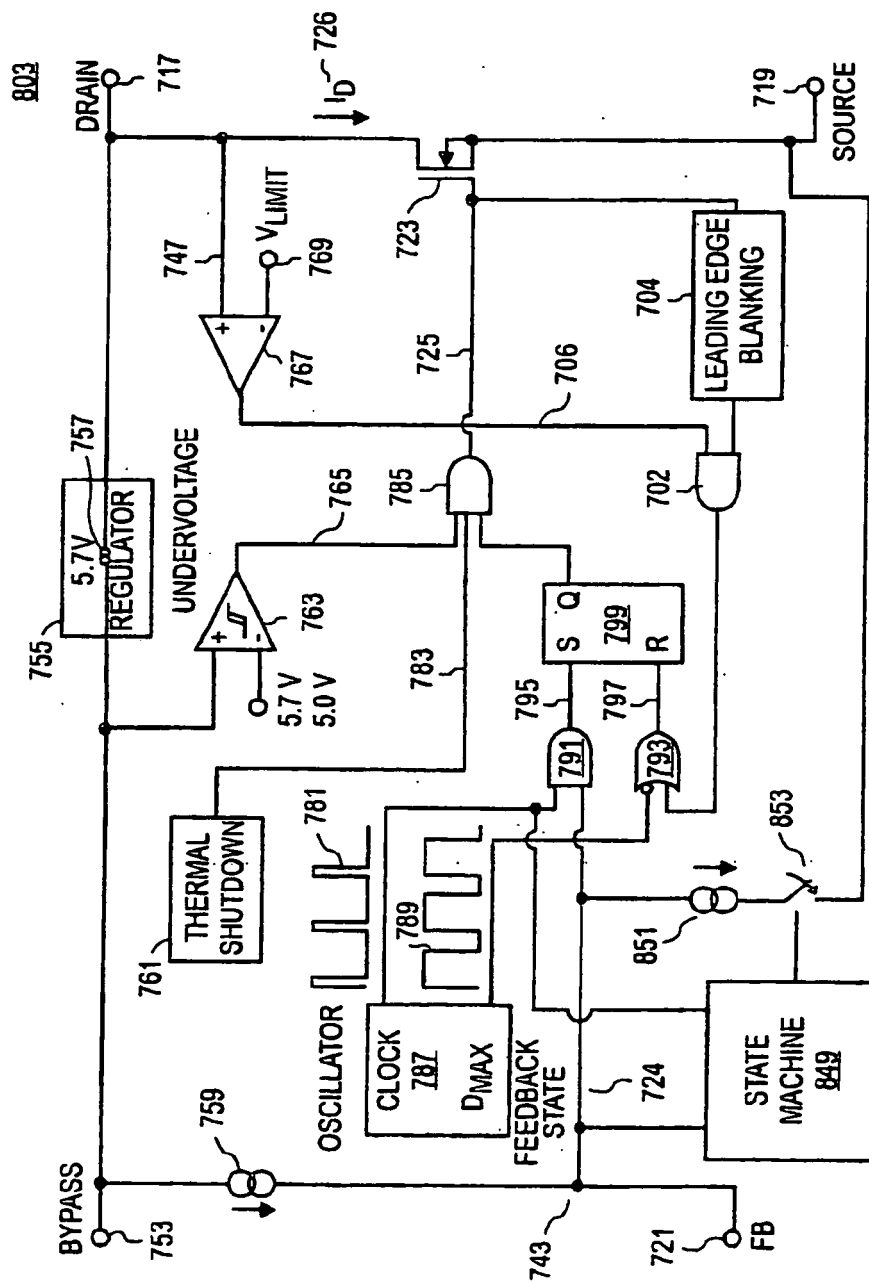 803
DRAIN
717
I_D
726
747
V_LIMIT
769
767
723
719
SOURCE
725
LEADING EDGE
BLANKING
704
706
702
757
5.7 V
REGULATOR
755
UNDERVOLTAGE
765
785
763
5.7 V
5.0 V
783
Q
S
799
R
795
797
791
793
THERMAL
SHUTDOWN
761
781
789
OSCILLATOR
CLOCK
787
D_MAX
FEEDBACK
STATE
853
851
724
STATE
MACHINE
849
BYPASS
753
759
743
721
FB
+
-
+
-